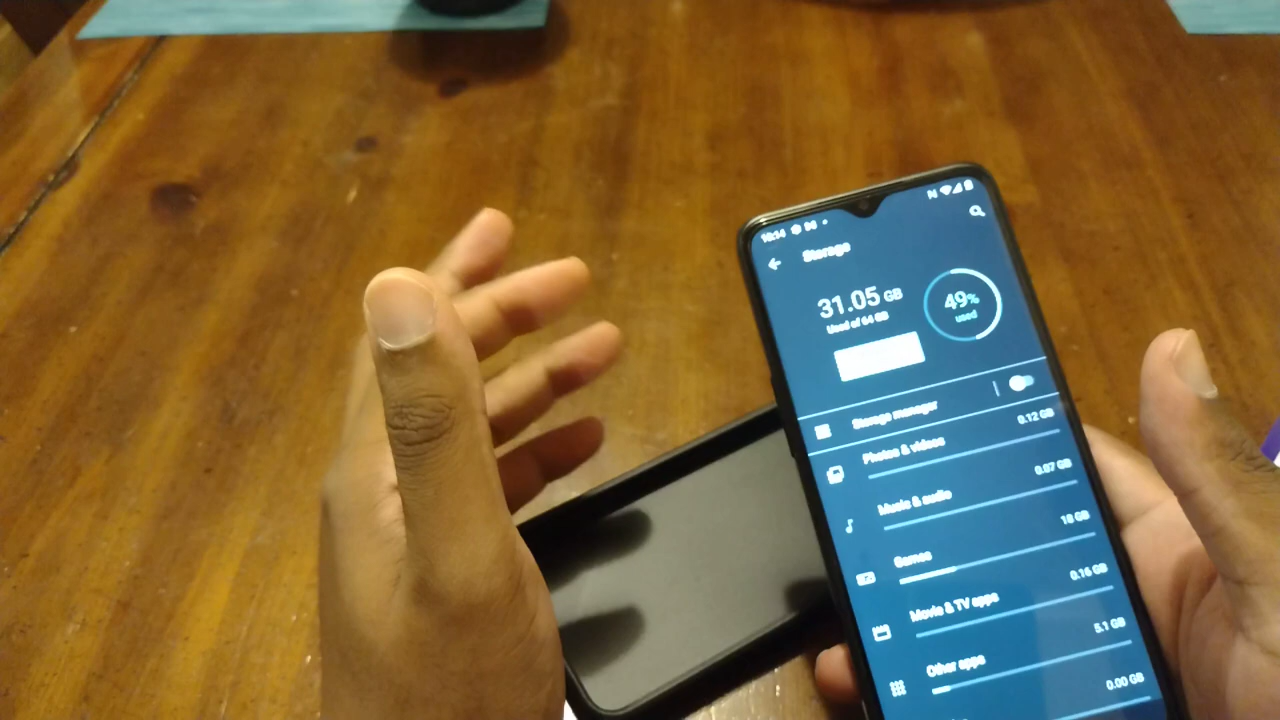 10:14 94
Storage
31.05 GB
Used of 64 GB
49%
used
Storage manager
Photos & videos 0.12 GB
Music & audio 0.07 GB
Games 18 GB
Movie & TV apps 0.16 GB
Other apps 5.1 GB
0.00 GB